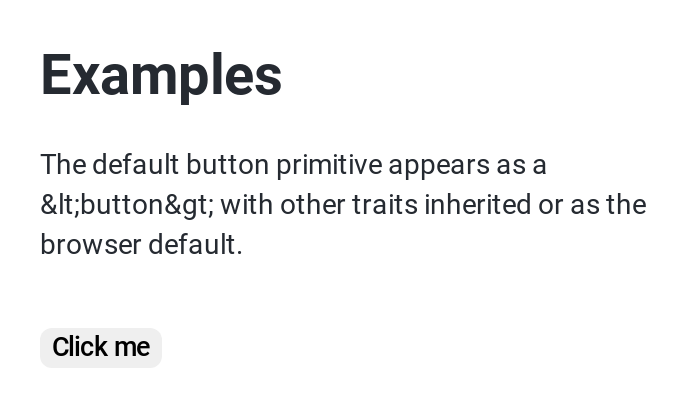 Examples
The default button primitive appears as a
&lt;button&gt; with other traits inherited or as the
browser default.
Click me